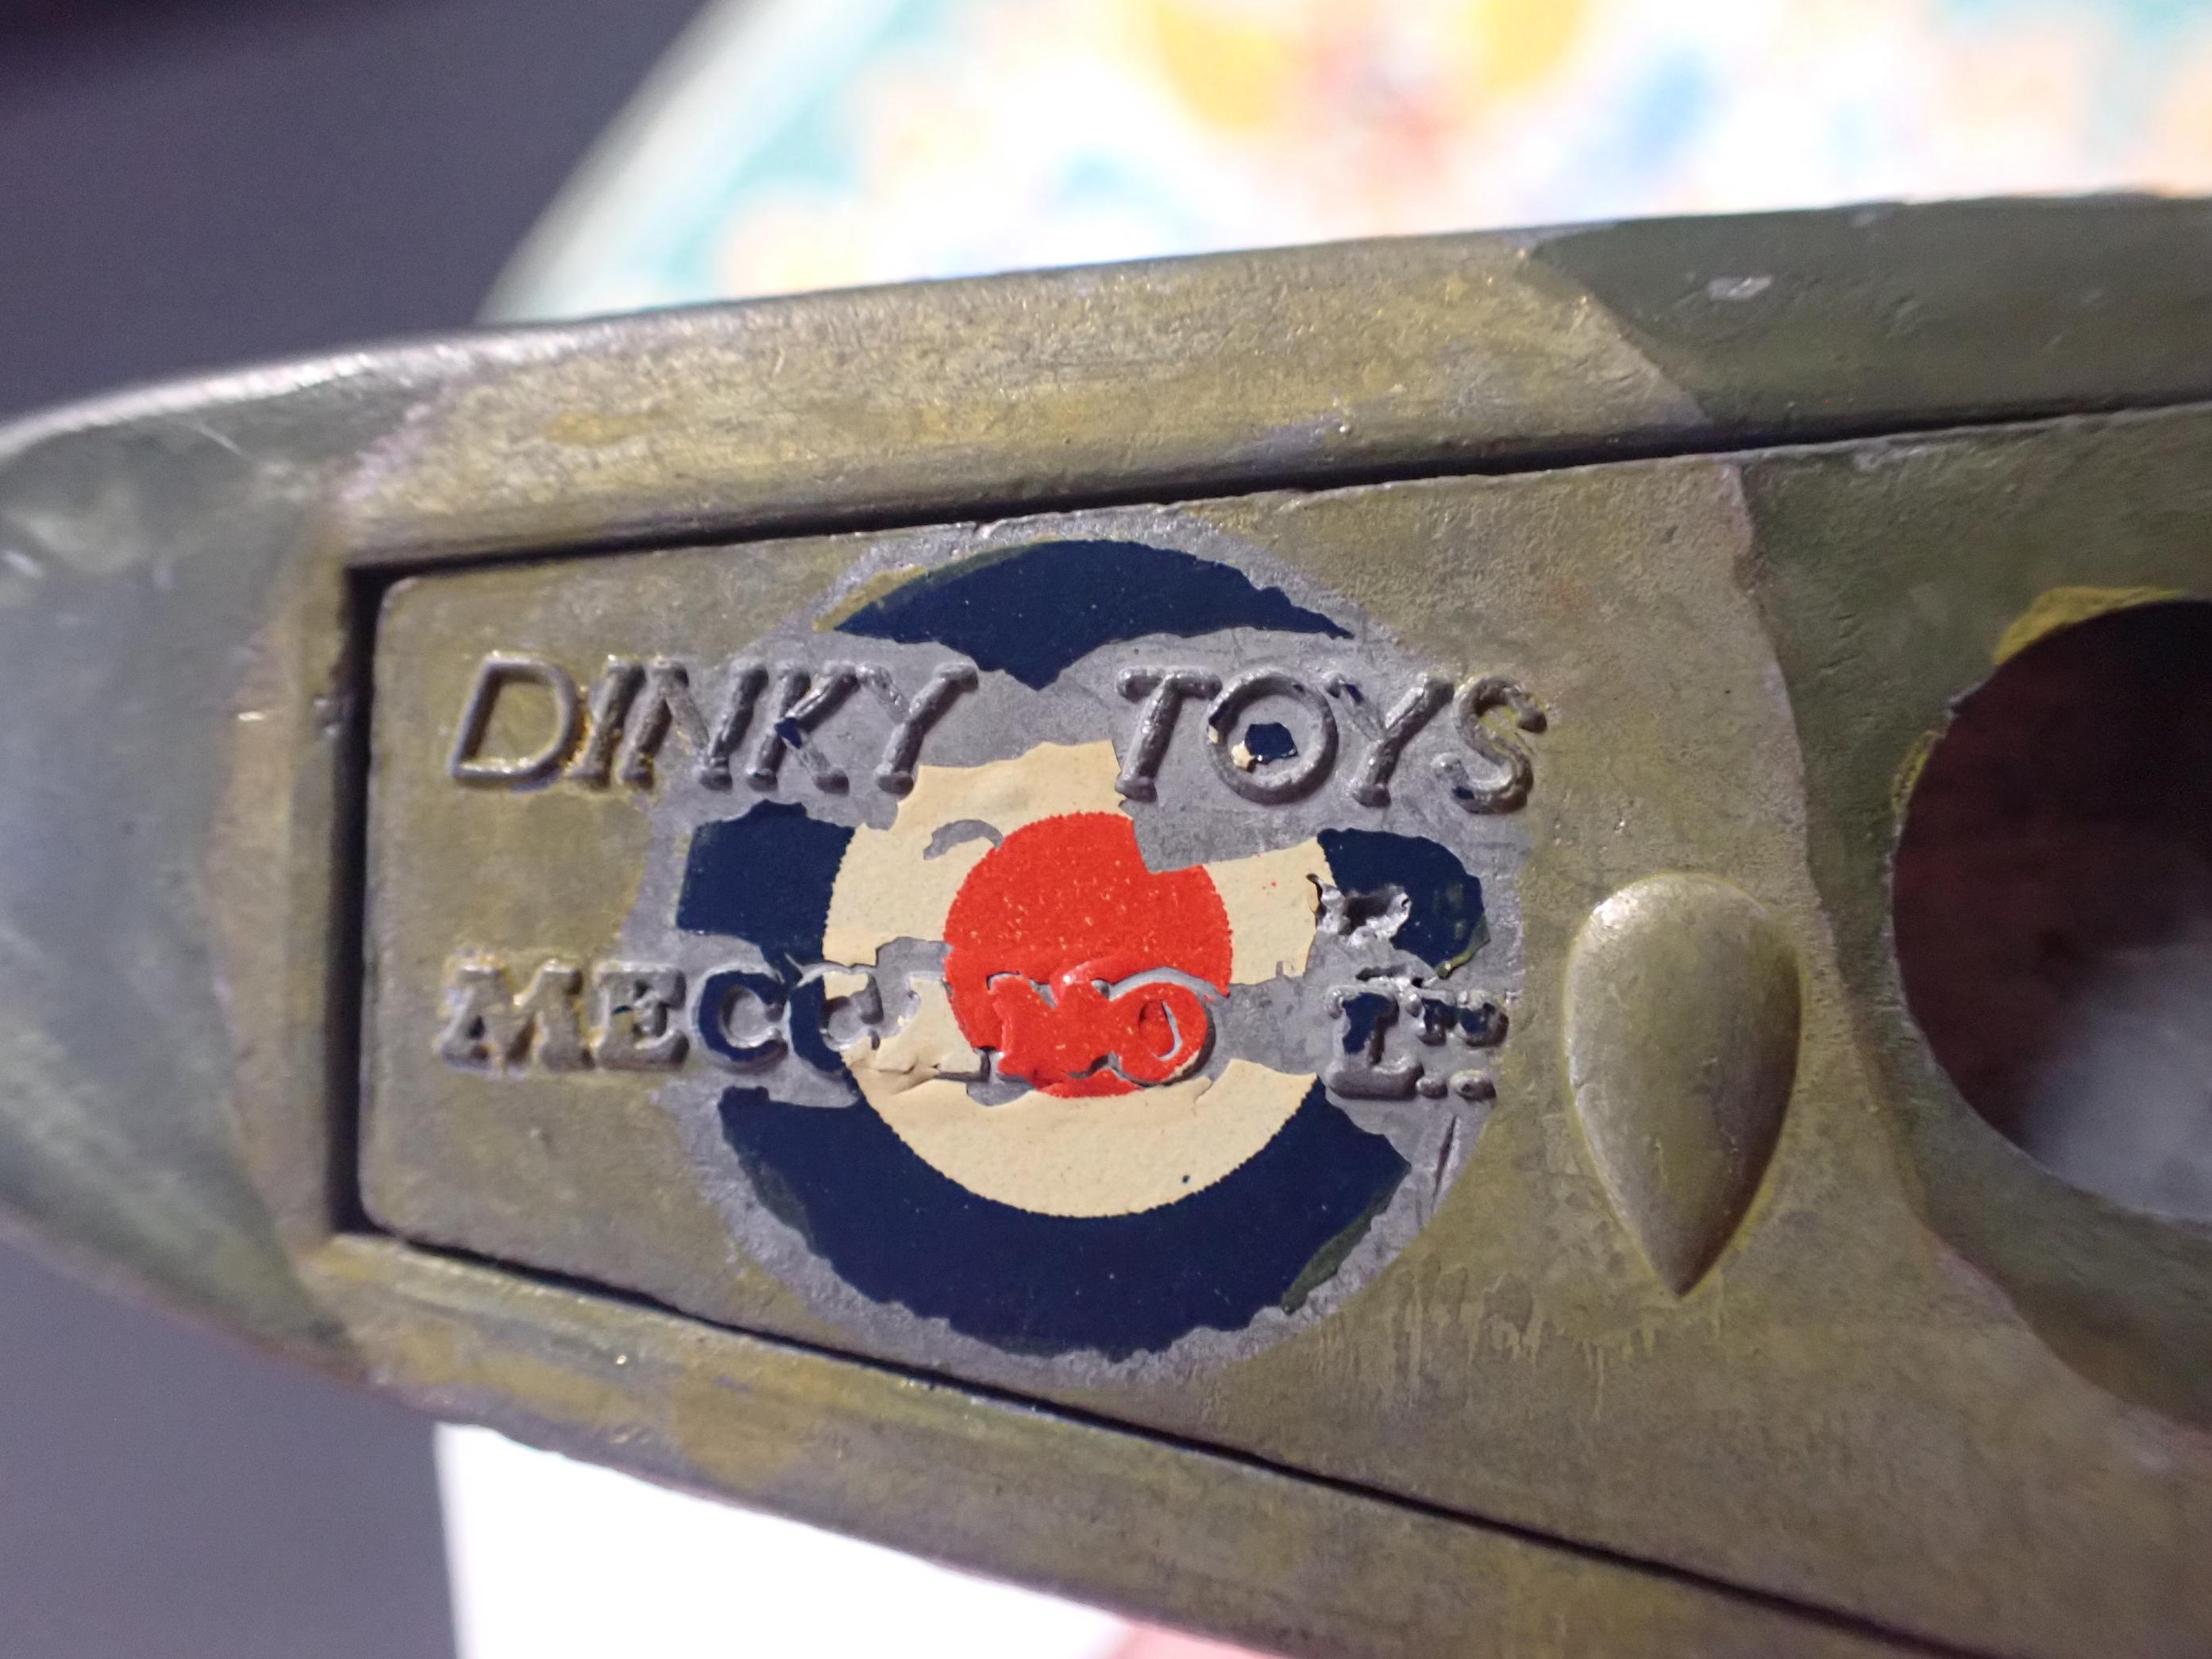 DINKY TOYS
MECCANO LTD.